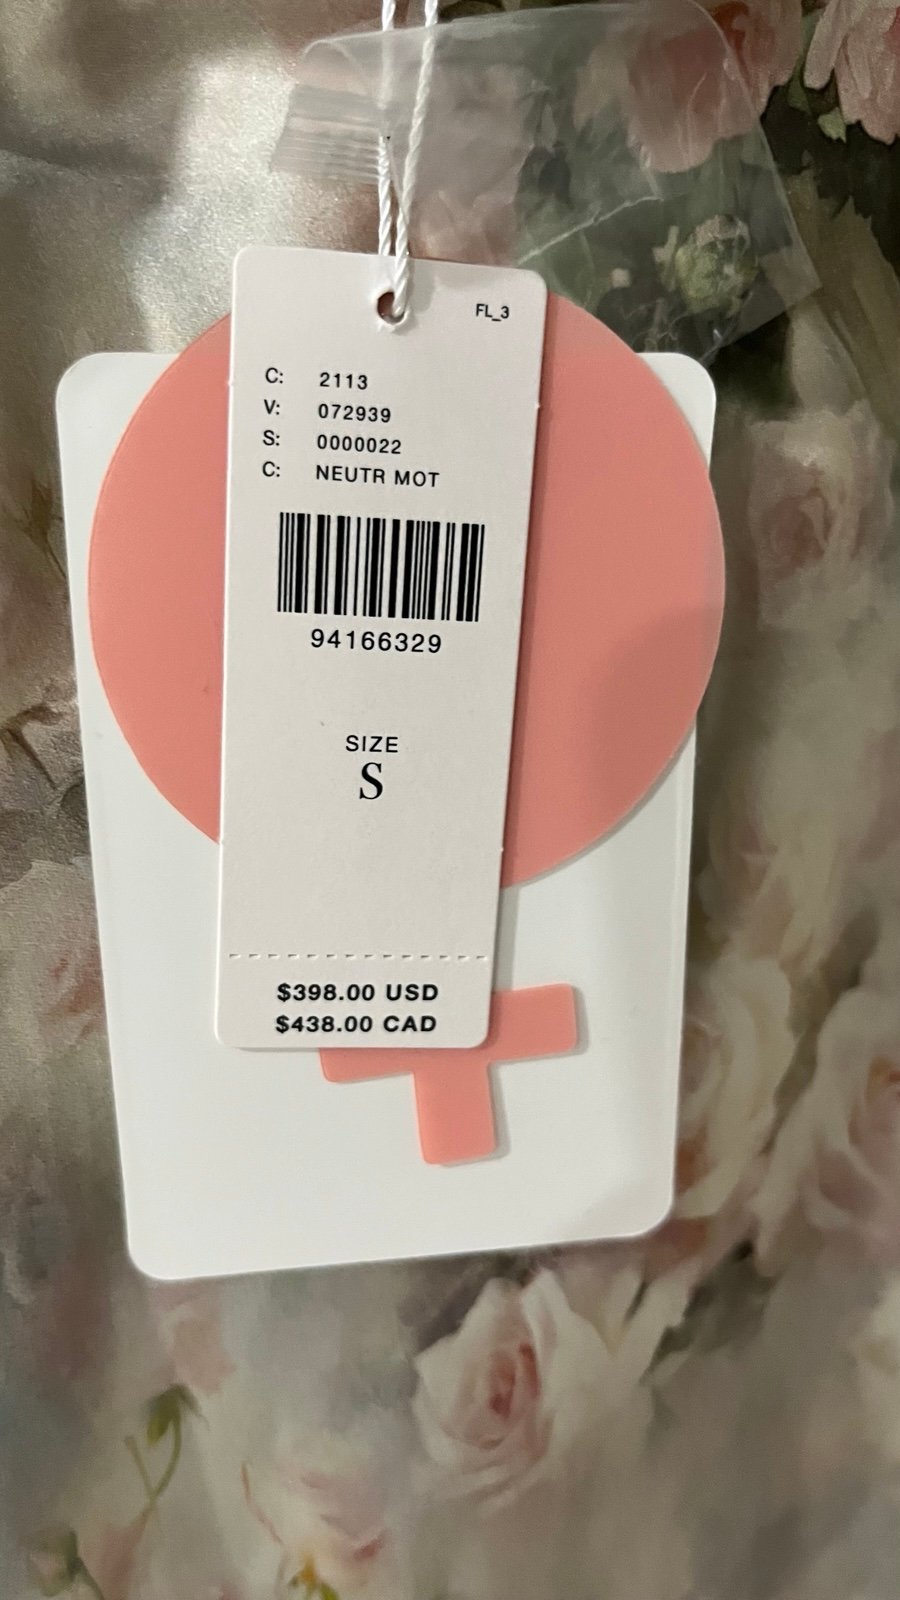 FL_3
C: 2113
V: 072939
S: 0000022
C: NEUTR MOT
94166329
SIZE
S
$398.00 USD
$438.00 CAD